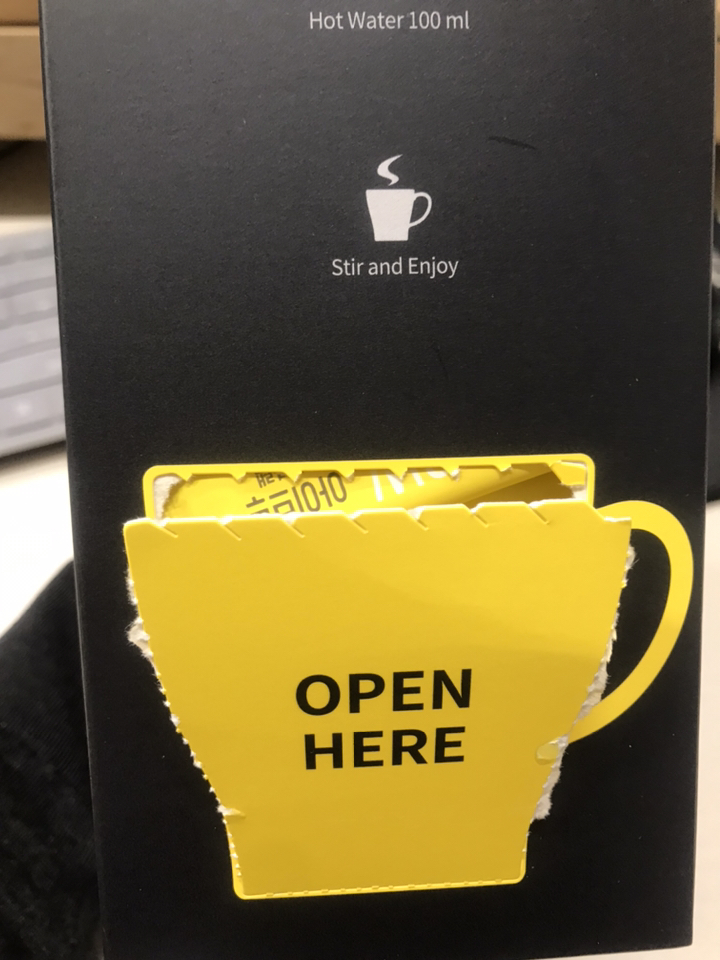 Hot Water 100 ml
Stir and Enjoy
OPEN
HERE